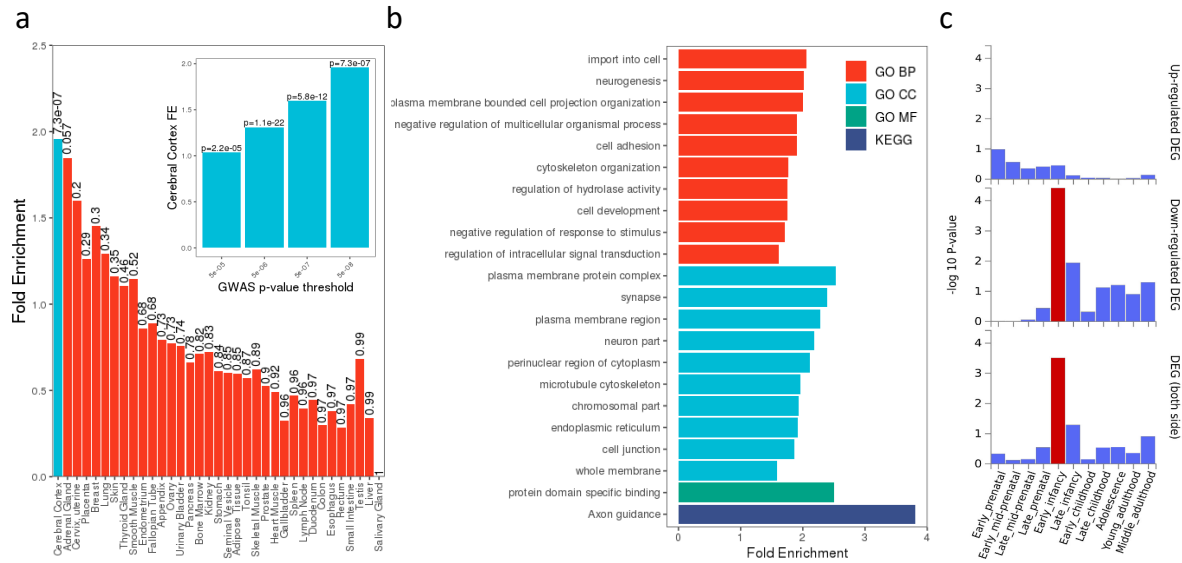 a
b
c
Fold Enrichment
2.5
2.0
1.5
1.0
0.5
0.0
7.3e-07
0.057
0.2
0.29
0.3
0.34
0.35
0.46
0.52
0.68
0.68
0.73
0.73
0.74
0.78
0.82
0.83
0.84
0.85
0.85
0.87
0.89
0.9
0.92
0.96
0.96
0.96
0.97
0.97
0.97
0.97
0.97
0.99
0.99
1
Cerebral Cortex
Adrenal Gland
Cervix, uterine
Placenta
Breast
Lung
Skin
Thyroid Gland
Smooth Muscle
Endometrium
Fallopian Tube
Appendix
Ovary
Urinary Bladder
Pancreas
Bone Marrow
Kidney
Stomach
Seminal Vesicle
Adipose Tissue
Tonsil
Skeletal Muscle
Prostate
Heart Muscle
Gallbladder
Spleen
Lymph Node
Duodenum
Colon
Esophagus
Rectum
Small Intestine
Testis
Liver
Salivary Gland
Cerebral Cortex FE
2.0
1.5
1.0
0.5
0.0
p=2.2e-05
p=1.1e-22
p=5.8e-12
p=7.3e-07
5e-05
5e-06
5e-07
5e-08
GWAS p-value threshold
import into cell
neurogenesis
plasma membrane bounded cell projection organization
negative regulation of multicellular organismal process
cell adhesion
cytoskeleton organization
regulation of hydrolase activity
cell development
negative regulation of response to stimulus
regulation of intracellular signal transduction
plasma membrane protein complex
synapse
plasma membrane region
neuron part
perinuclear region of cytoplasm
microtubule cytoskeleton
chromosomal part
endoplasmic reticulum
cell junction
whole membrane
protein domain specific binding
Axon guidance
0
1
2
3
4
Fold Enrichment
GO BP
GO CC
GO MF
KEGG
-log 10 P-value
4
3
2
1
0
Up-regulated DEG
4
3
2
1
0
Down-regulated DEG
4
3
2
1
0
DEG (both side)
Early_prenatal
Early_mid-prenatal
Late_mid-prenatal
Late_prenatal
Early_infancy
Late_infancy
Early_childhood
Late_childhood
Adolescence
Young_adulthood
Middle_adulthood